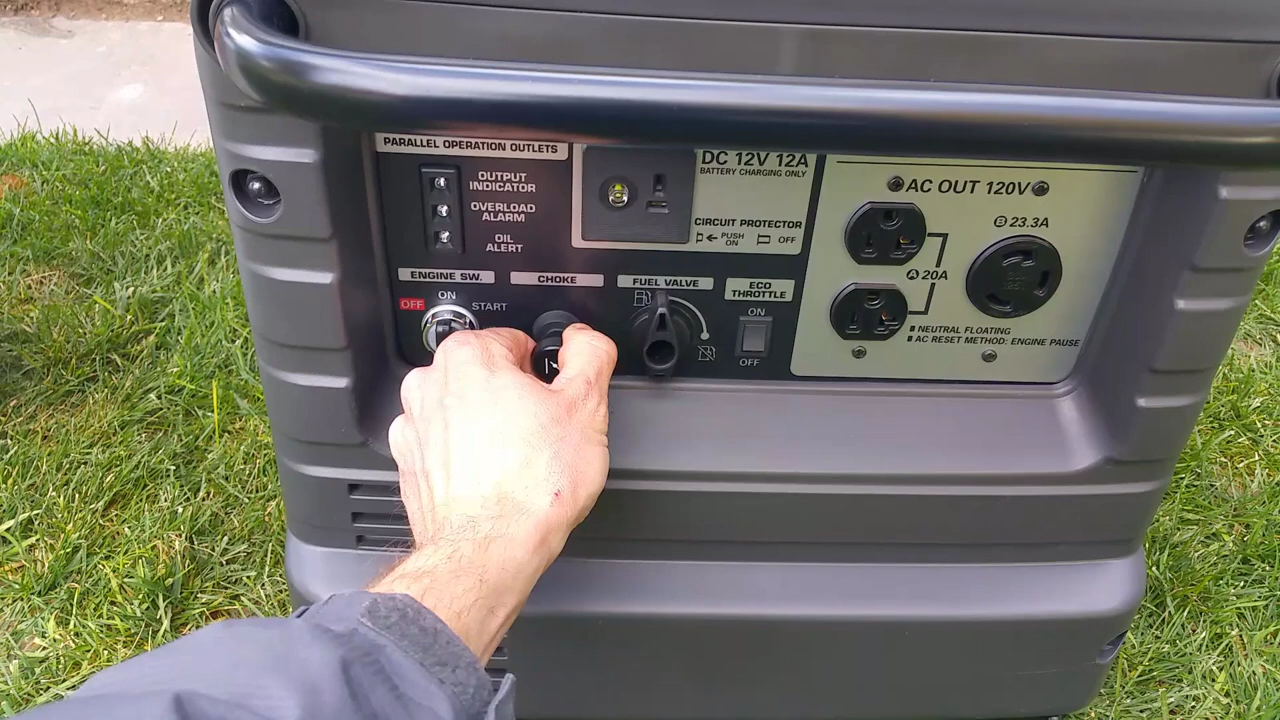 PARALLEL OPERATION OUTLETS
OUTPUT
INDICATOR
OVERLOAD
ALARM
OIL
ALERT
DC 12V 12A
BATTERY CHARGING ONLY
CIRCUIT PROTECTOR
PUSH
ON
OFF
AC OUT 120V
B 23.3A
A 20A
NEUTRAL FLOATING
AC RESET METHOD: ENGINE PAUSE
ENGINE SW.
OFF
ON
START
CHOKE
FUEL VALVE
ECO
THROTTLE
ON
OFF